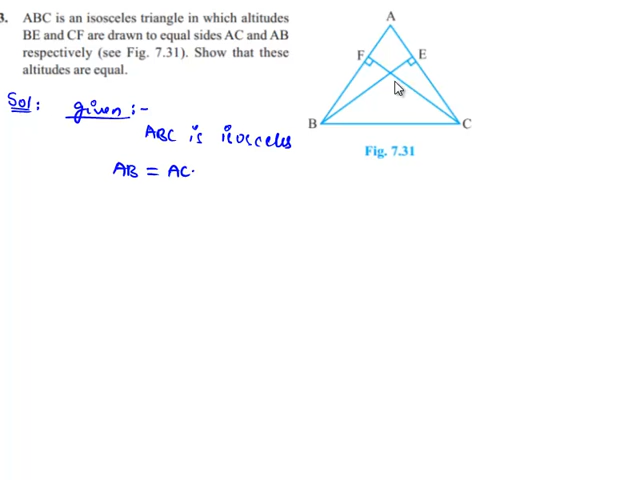 3. ABC is an isosceles triangle in which altitudes
BE and CF are drawn to equal sides AC and AB
respectively (see Fig. 7.31). Show that these
altitudes are equal.
A
F
E
B
C
Fig. 7.31
Sol: given :-
ABC is isosceles
AB = AC.